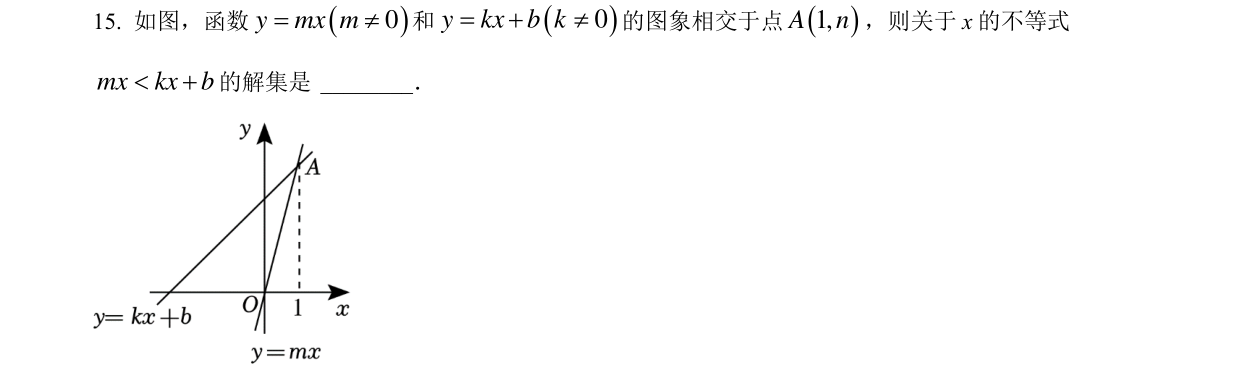 15. 如图，函数 y = mx(m ≠ 0)和 y = kx + b(k ≠ 0)的图象相交于点 A(1,n)，则关于 x 的不等式
mx < kx + b 的解集是 ________.
y
A
O
1
x
y= kx+b
y=mx